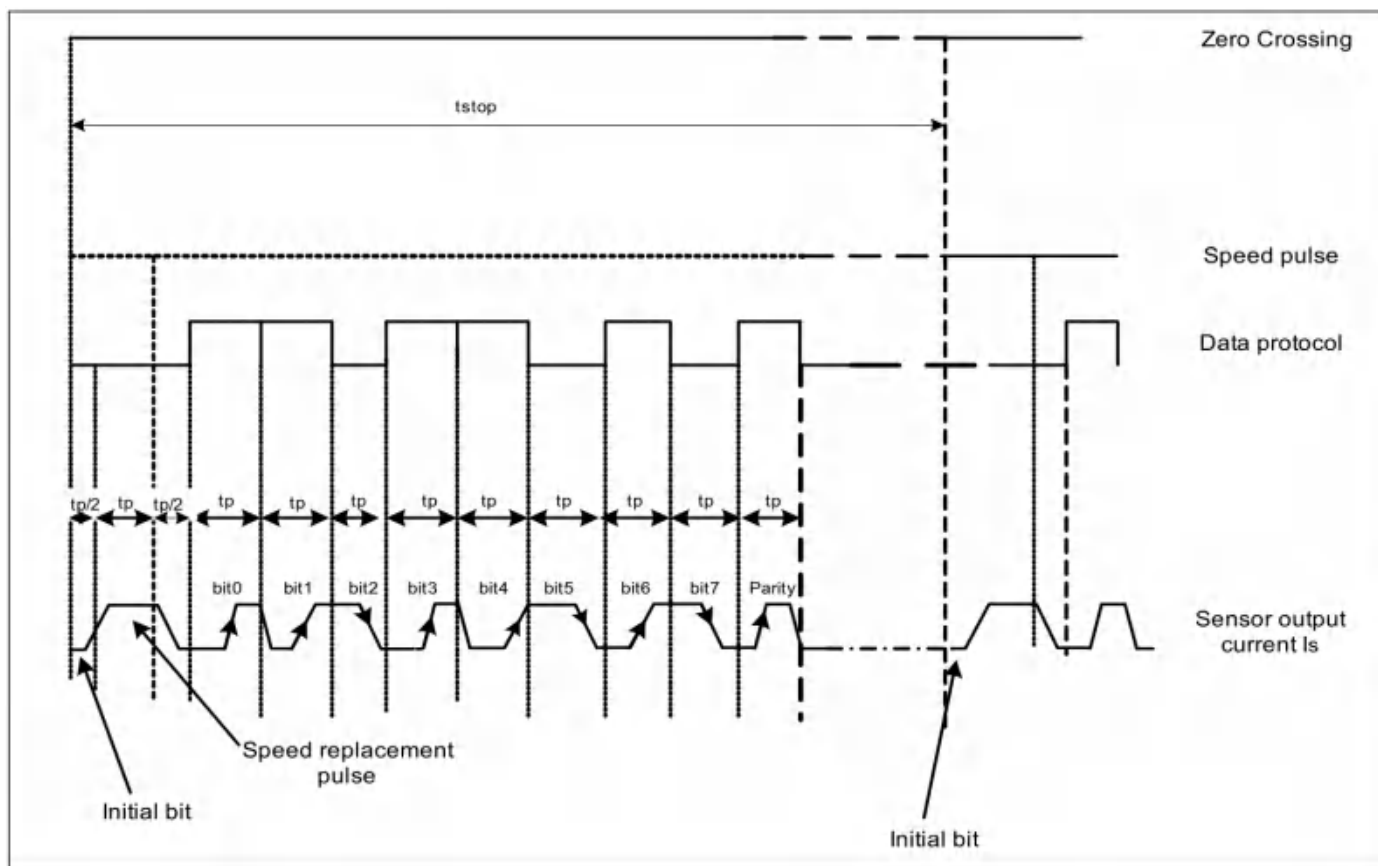 Zero Crossing
tstop
Speed pulse
Data protocol
tp/2 tp tp/2 tp tp tp tp tp tp tp tp tp
bit0 bit1 bit2 bit3 bit4 bit5 bit6 bit7 Parity
Sensor output
current Is
Speed replacement
pulse
Initial bit
Initial bit